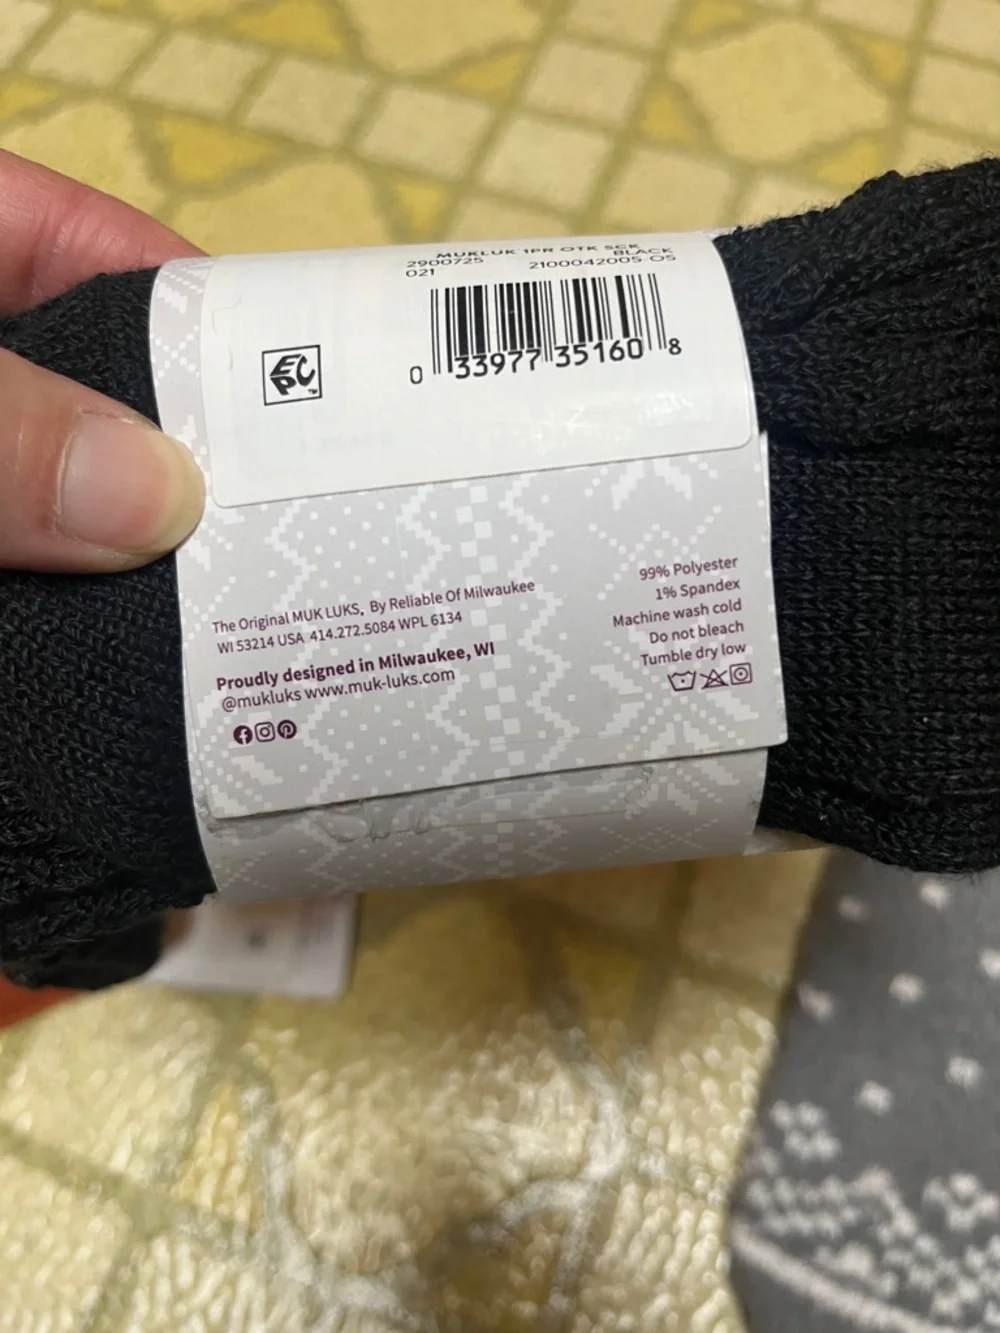 MUKLUK 1PR OTK SCK
2900725 BLACK
021 210004200S-OS
EPC™
0 33977 35160 8
The Original MUK LUKS, By Reliable Of Milwaukee
WI 53214 USA 414.272.5084 WPL 6134
Proudly designed in Milwaukee, WI
@mukluks www.muk-luks.com
99% Polyester
1% Spandex
Machine wash cold
Do not bleach
Tumble dry low